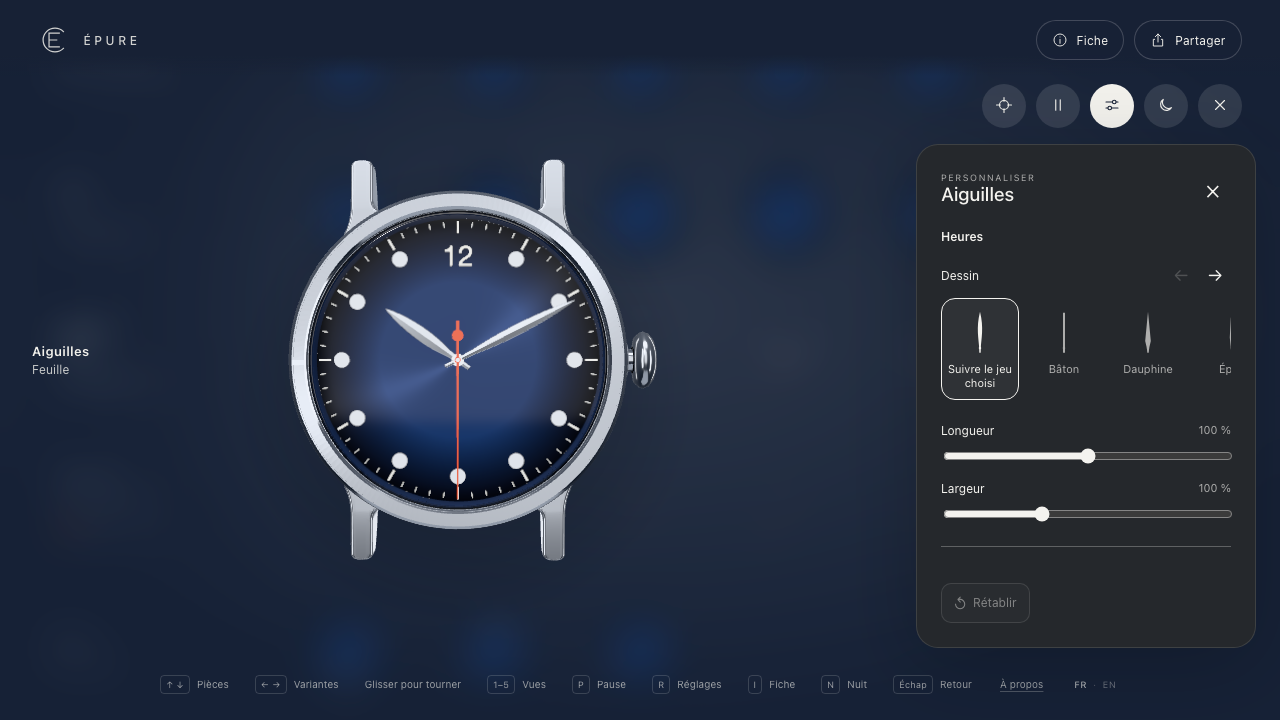 ÉPURE
Fiche
Partager
PERSONNALISER
Aiguilles
Heures
Dessin
Suivre le jeu
choisi
Bâton
Dauphine
Ép
Longueur
100 %
Largeur
100 %
Rétablir
12
Aiguilles
Feuille
↑ ↓ Pièces
← → Variantes
Glisser pour tourner
1–5 Vues
P Pause
R Réglages
I Fiche
N Nuit
Échap Retour
À propos
FR · EN